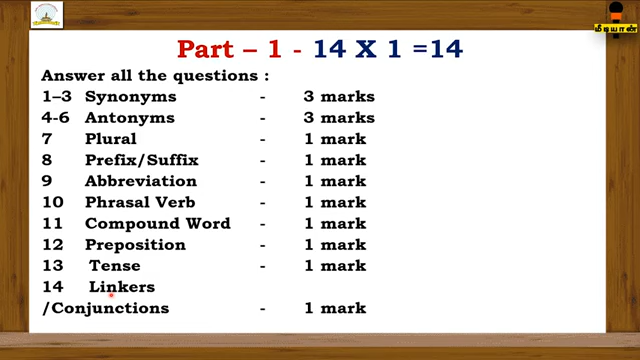 Part – 1 - 14 X 1 =14
மீடியான்
Answer all the questions :
1–3 Synonyms - 3 marks
4-6 Antonyms - 3 marks
7 Plural - 1 mark
8 Prefix/Suffix - 1 mark
9 Abbreviation - 1 mark
10 Phrasal Verb - 1 mark
11 Compound Word - 1 mark
12 Preposition - 1 mark
13 Tense - 1 mark
14 Linkers
/Conjunctions - 1 mark